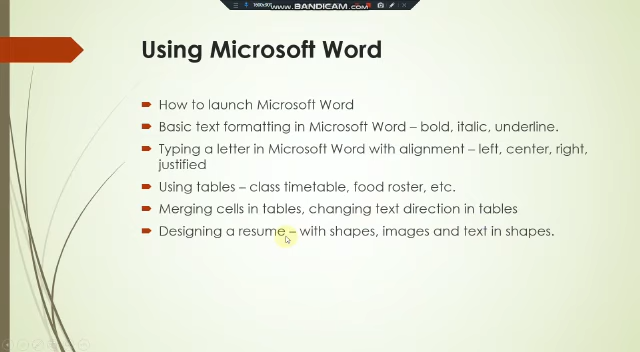 1600x900
www.BANDICAM.com
Using Microsoft Word
How to launch Microsoft Word
Basic text formatting in Microsoft Word – bold, italic, underline.
Typing a letter in Microsoft Word with alignment – left, center, right,
justified
Using tables – class timetable, food roster, etc.
Merging cells in tables, changing text direction in tables
Designing a resume – with shapes, images and text in shapes.